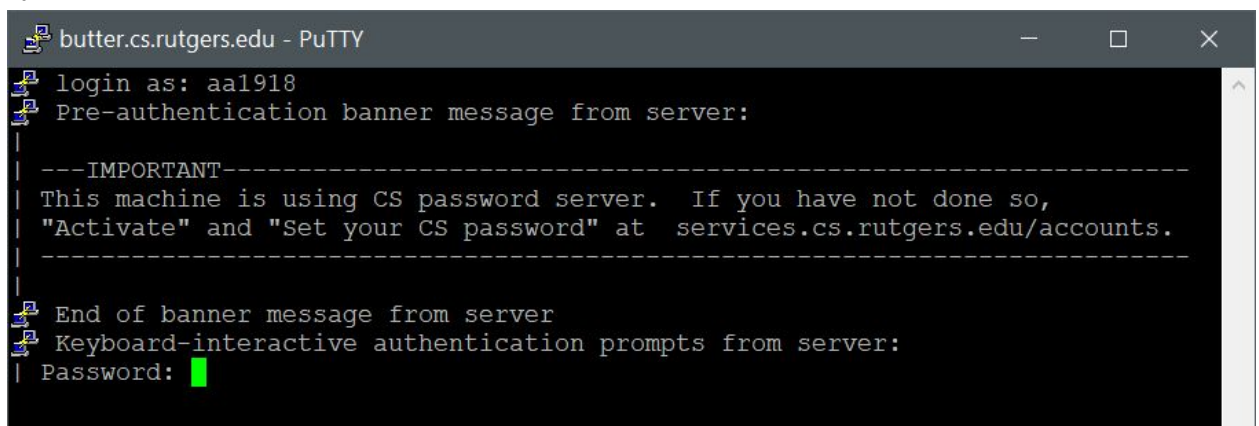 butter.cs.rutgers.edu - PuTTY
login as: aa1918
Pre-authentication banner message from server:
|
| ---IMPORTANT----------------------------------------------------------------
| This machine is using CS password server.  If you have not done so,
| "Activate" and "Set your CS password" at  services.cs.rutgers.edu/accounts.
| ----------------------------------------------------------------------------
|
End of banner message from server
Keyboard-interactive authentication prompts from server:
| Password: